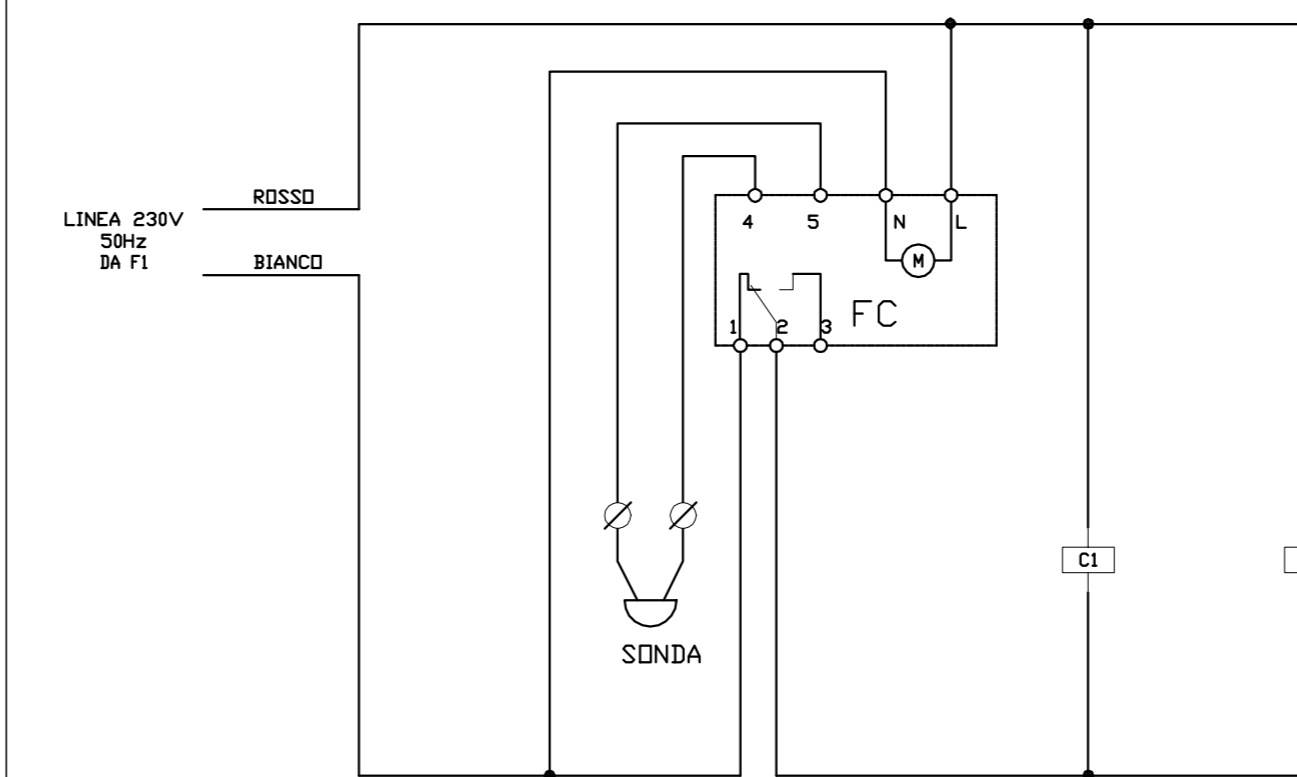 ROSSO
LINEA 230V
50Hz
DA F1
BIANCO
4 5 N L
M
1 2 3
FC
C1
SONDA